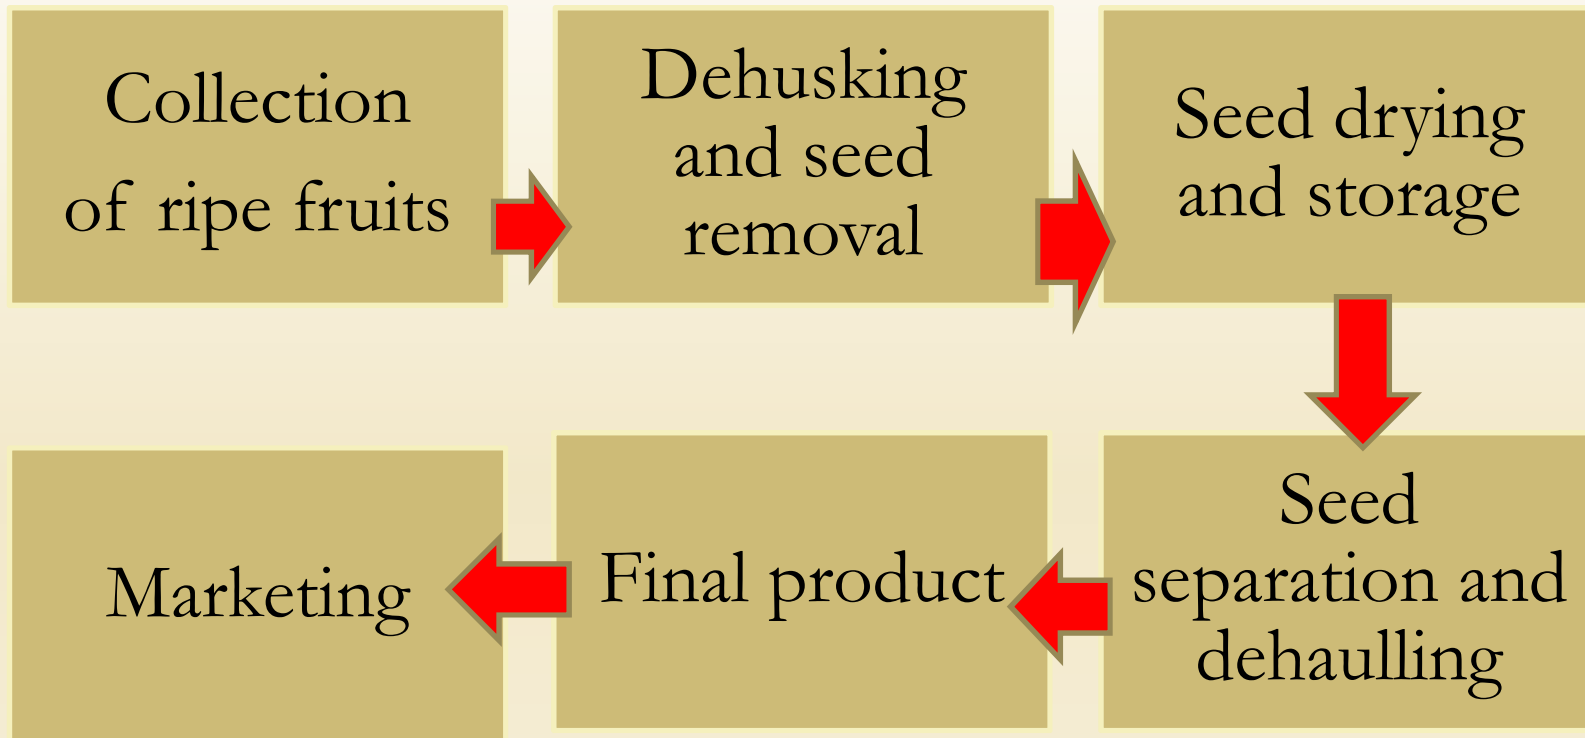 Collection
of ripe fruits
Dehusking
and seed
removal
Seed drying
and storage
Seed
separation and
dehaulling
Final product
Marketing